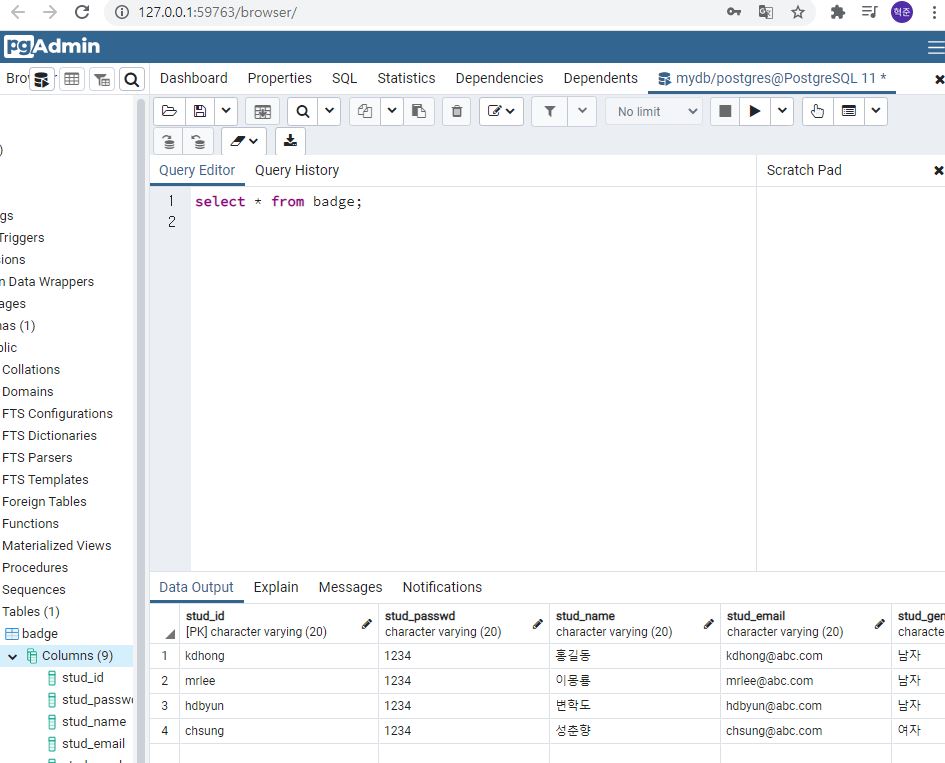 127.0.0.1:59763/browser/
혁준
pgAdmin
Bro
Dashboard Properties SQL Statistics Dependencies Dependents mydb/postgres@PostgreSQL 11 *
No limit
)
Query Editor Query History Scratch Pad
1 select * from badge;
2
gs
Triggers
ions
n Data Wrappers
ages
nas (1)
blic
Collations
Domains
FTS Configurations
FTS Dictionaries
FTS Parsers
FTS Templates
Foreign Tables
Functions
Materialized Views
Procedures
Sequences
Tables (1)
badge
Columns (9)
stud_id
stud_passw
stud_name
stud_email
Data Output Explain Messages Notifications
stud_id stud_passwd stud_name stud_email stud_gen
[PK] character varying (20) character varying (20) character varying (20) character varying (20) characte
1 kdhong 1234 홍길동 kdhong@abc.com 남자
2 mrlee 1234 이몽룡 mrlee@abc.com 남자
3 hdbyun 1234 변학도 hdbyun@abc.com 남자
4 chsung 1234 성춘향 chsung@abc.com 여자